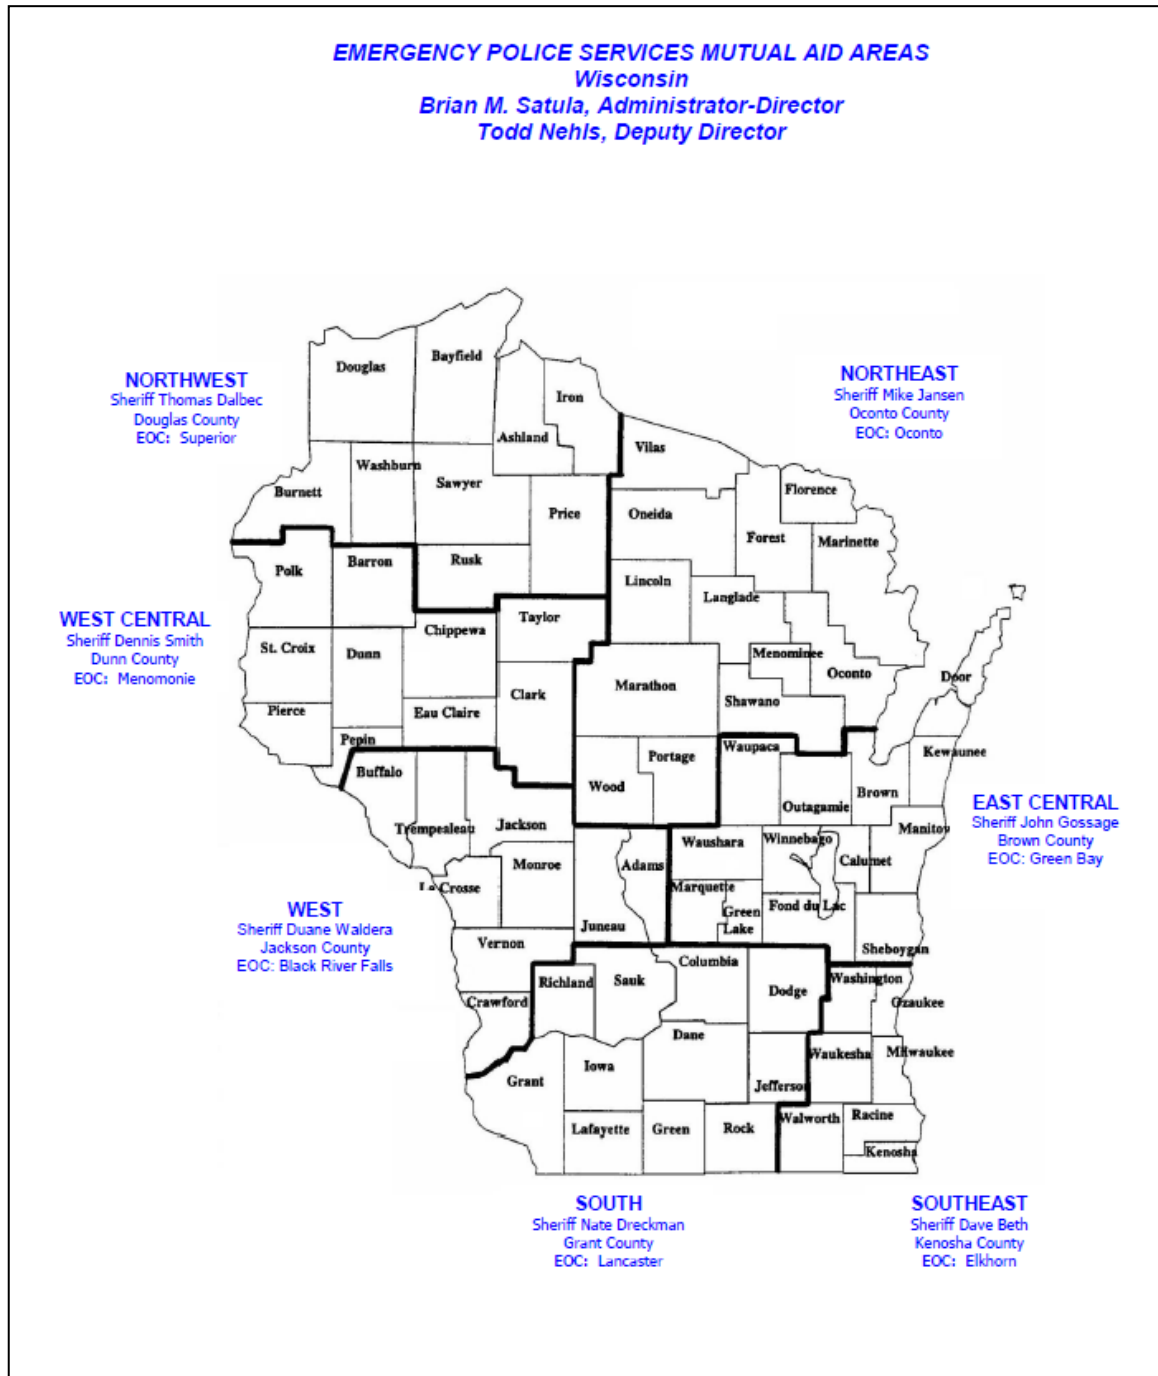 EMERGENCY POLICE SERVICES MUTUAL AID AREAS
Wisconsin
Brian M. Satula, Administrator-Director
Todd Nehls, Deputy Director
NORTHWEST
Sheriff Thomas Dalbec
Douglas County
EOC: Superior
NORTHEAST
Sheriff Mike Jansen
Oconto County
EOC: Oconto
WEST CENTRAL
Sheriff Dennis Smith
Dunn County
EOC: Menomonie
EAST CENTRAL
Sheriff John Gossage
Brown County
EOC: Green Bay
WEST
Sheriff Duane Waldera
Jackson County
EOC: Black River Falls
SOUTH
Sheriff Nate Dreckman
Grant County
EOC: Lancaster
SOUTHEAST
Sheriff Dave Beth
Kenosha County
EOC: Elkhorn
Douglas
Bayfield
Iron
Ashland
Vilas
Washburn
Sawyer
Burnett
Price
Oneida
Florence
Forest
Marinette
Polk
Barron
Rusk
Lincoln
Langlade
Taylor
Chippewa
St. Croix
Dunn
Menominee
Oconto
Door
Marathon
Clark
Shawano
Pierce
Eau Claire
Pepin
Waupaca
Kewaunee
Portage
Buffalo
Wood
Outagamie
Brown
Trempealeau
Jackson
Manitov
Waushara
Winnebago
Calumet
Monroe
Adams
La Crosse
Marquette
Green
Lake
Fond du Lac
Juneau
Vernon
Sheboygan
Columbia
Richland
Sauk
Washington
Dodge
Crawford
Ozaukee
Dane
Waukesha
Milwaukee
Iowa
Grant
Jefferson
Walworth
Racine
Lafayette
Green
Rock
Kenosha